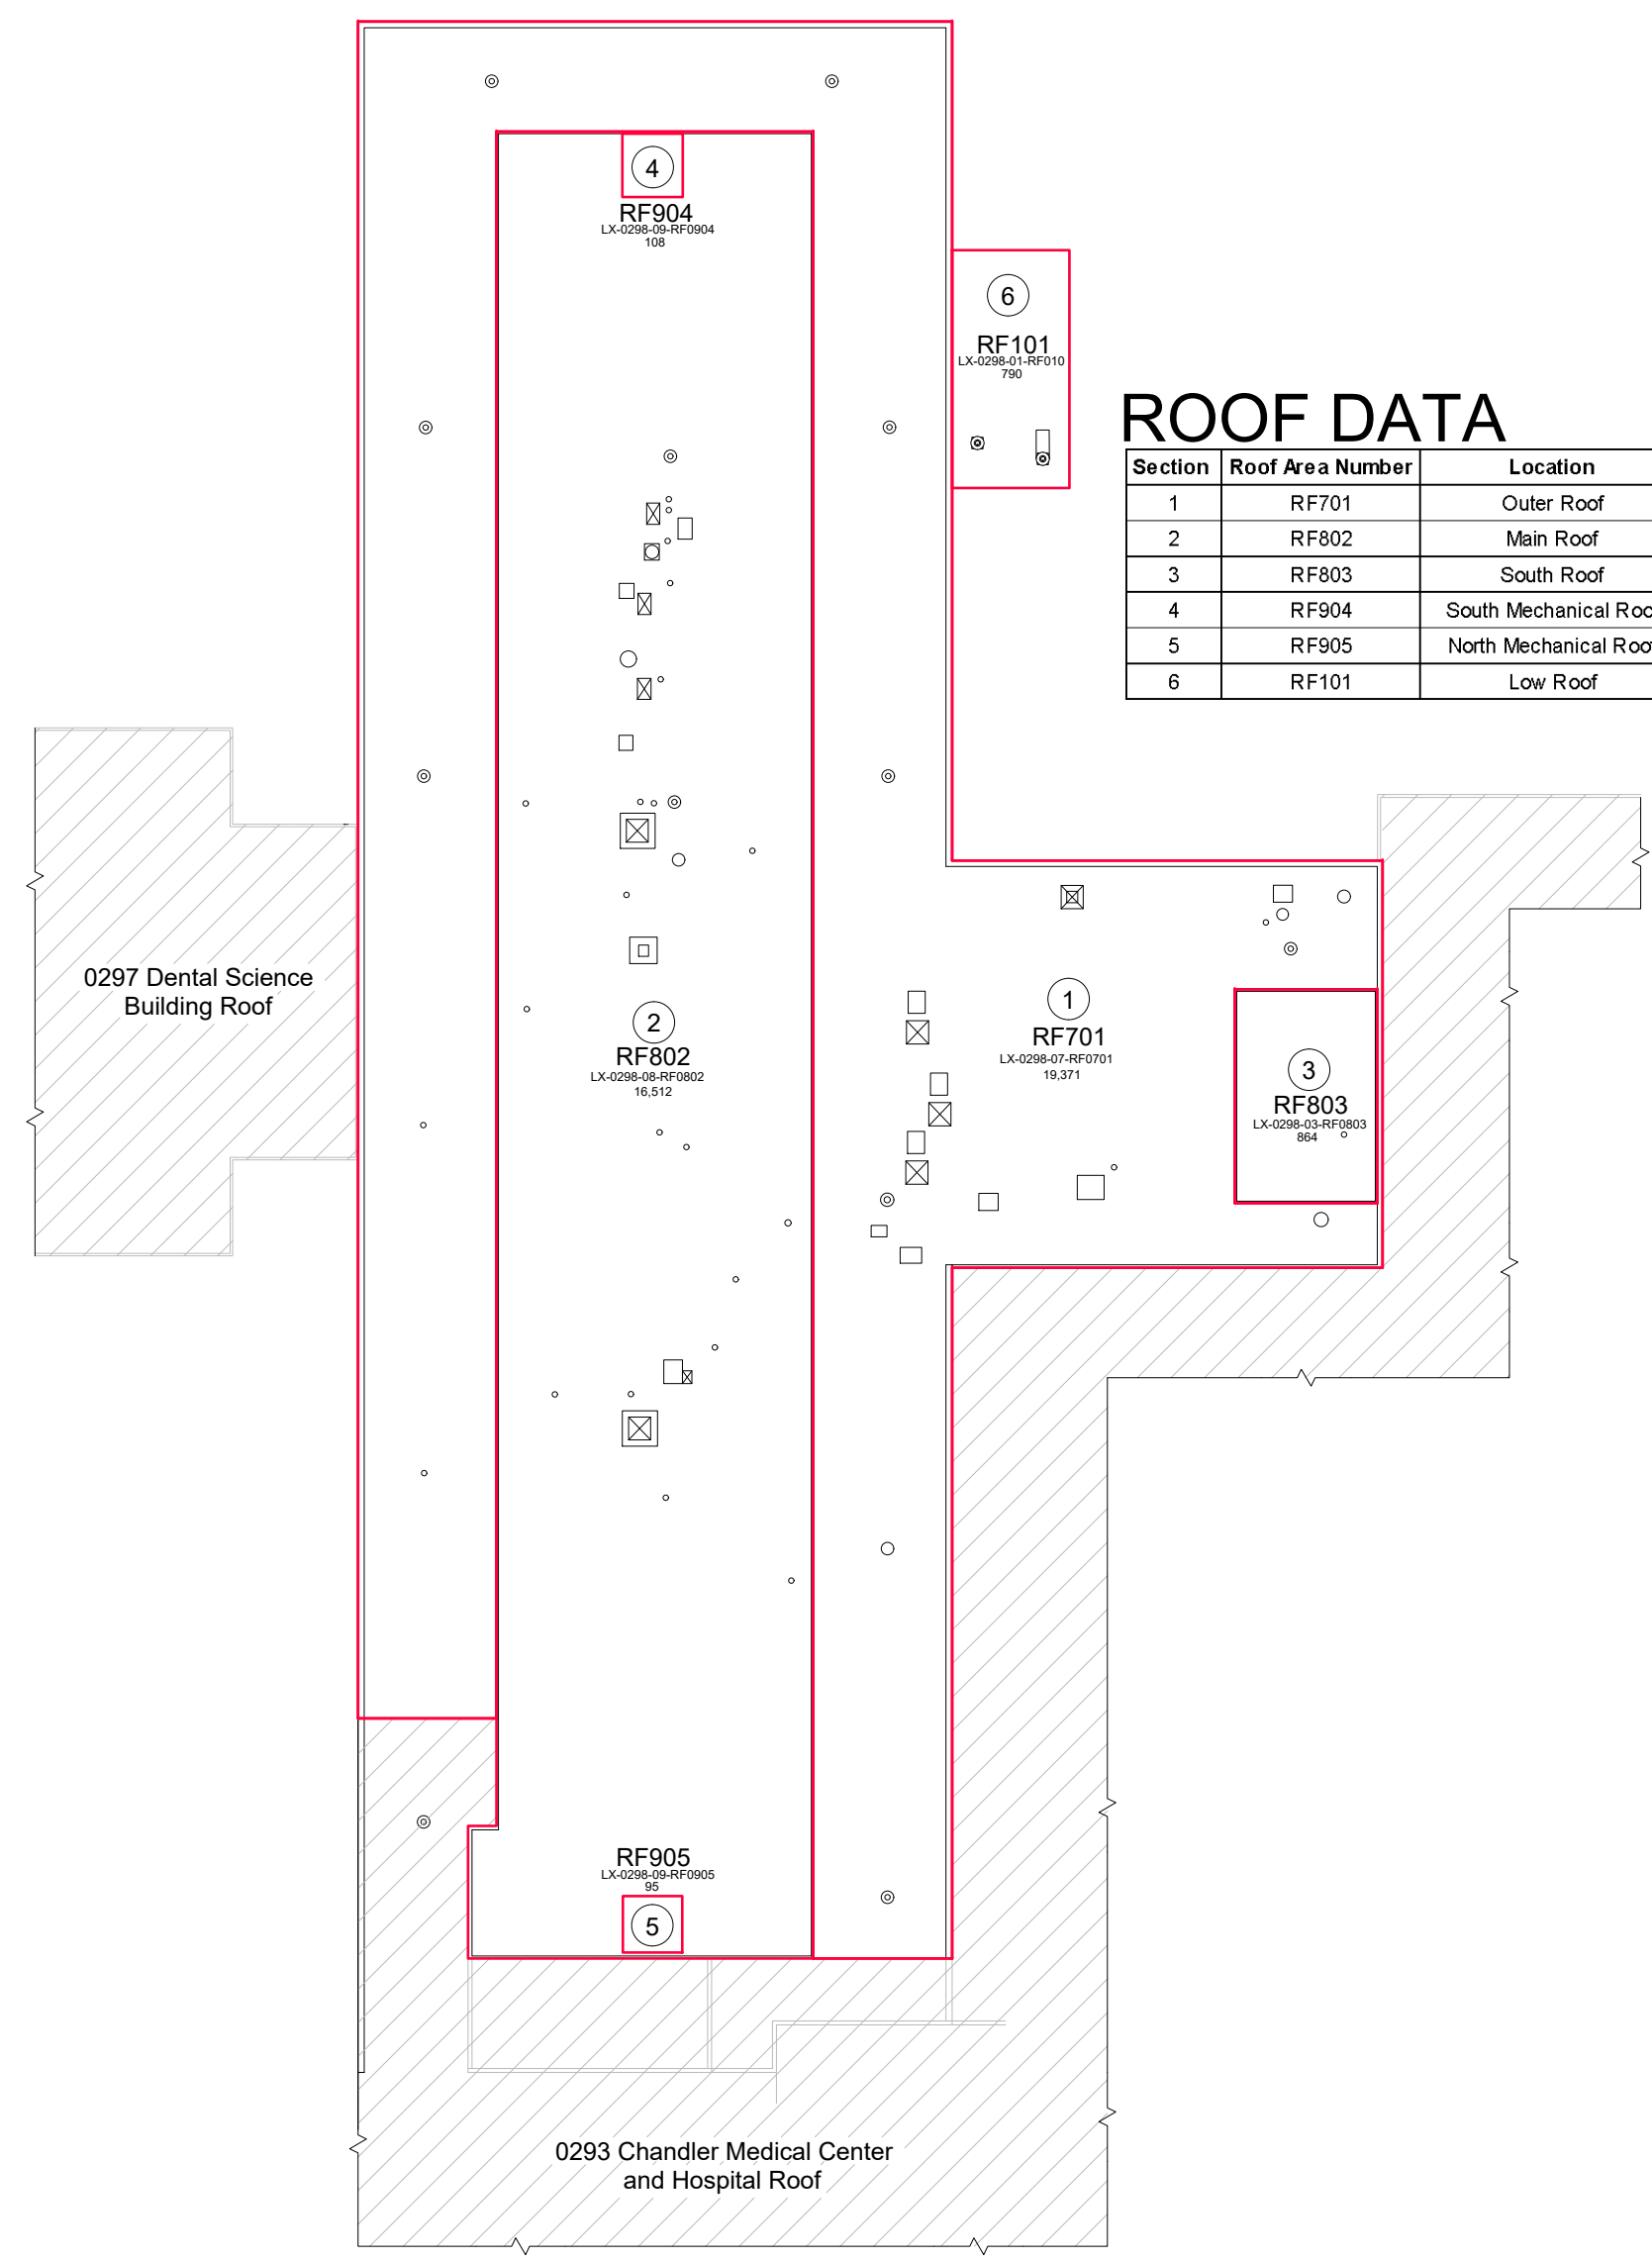 4
RF904
LX-0298-09-RF0904
108
6
RF101
LX-0298-01-RF010
790
ROOF DATA
Section Roof Area Number Location
1 RF701 Outer Roof
2 RF802 Main Roof
3 RF803 South Roof
4 RF904 South Mechanical Roo
5 RF905 North Mechanical Roo
6 RF101 Low Roof
0297 Dental Science
Building Roof
2
RF802
LX-0298-08-RF0802
16,512
1
RF701
LX-0298-07-RF0701
19,371
3
RF803
LX-0298-03-RF0803
864
RF905
LX-0298-09-RF0905
95
5
0293 Chandler Medical Center
and Hospital Roof